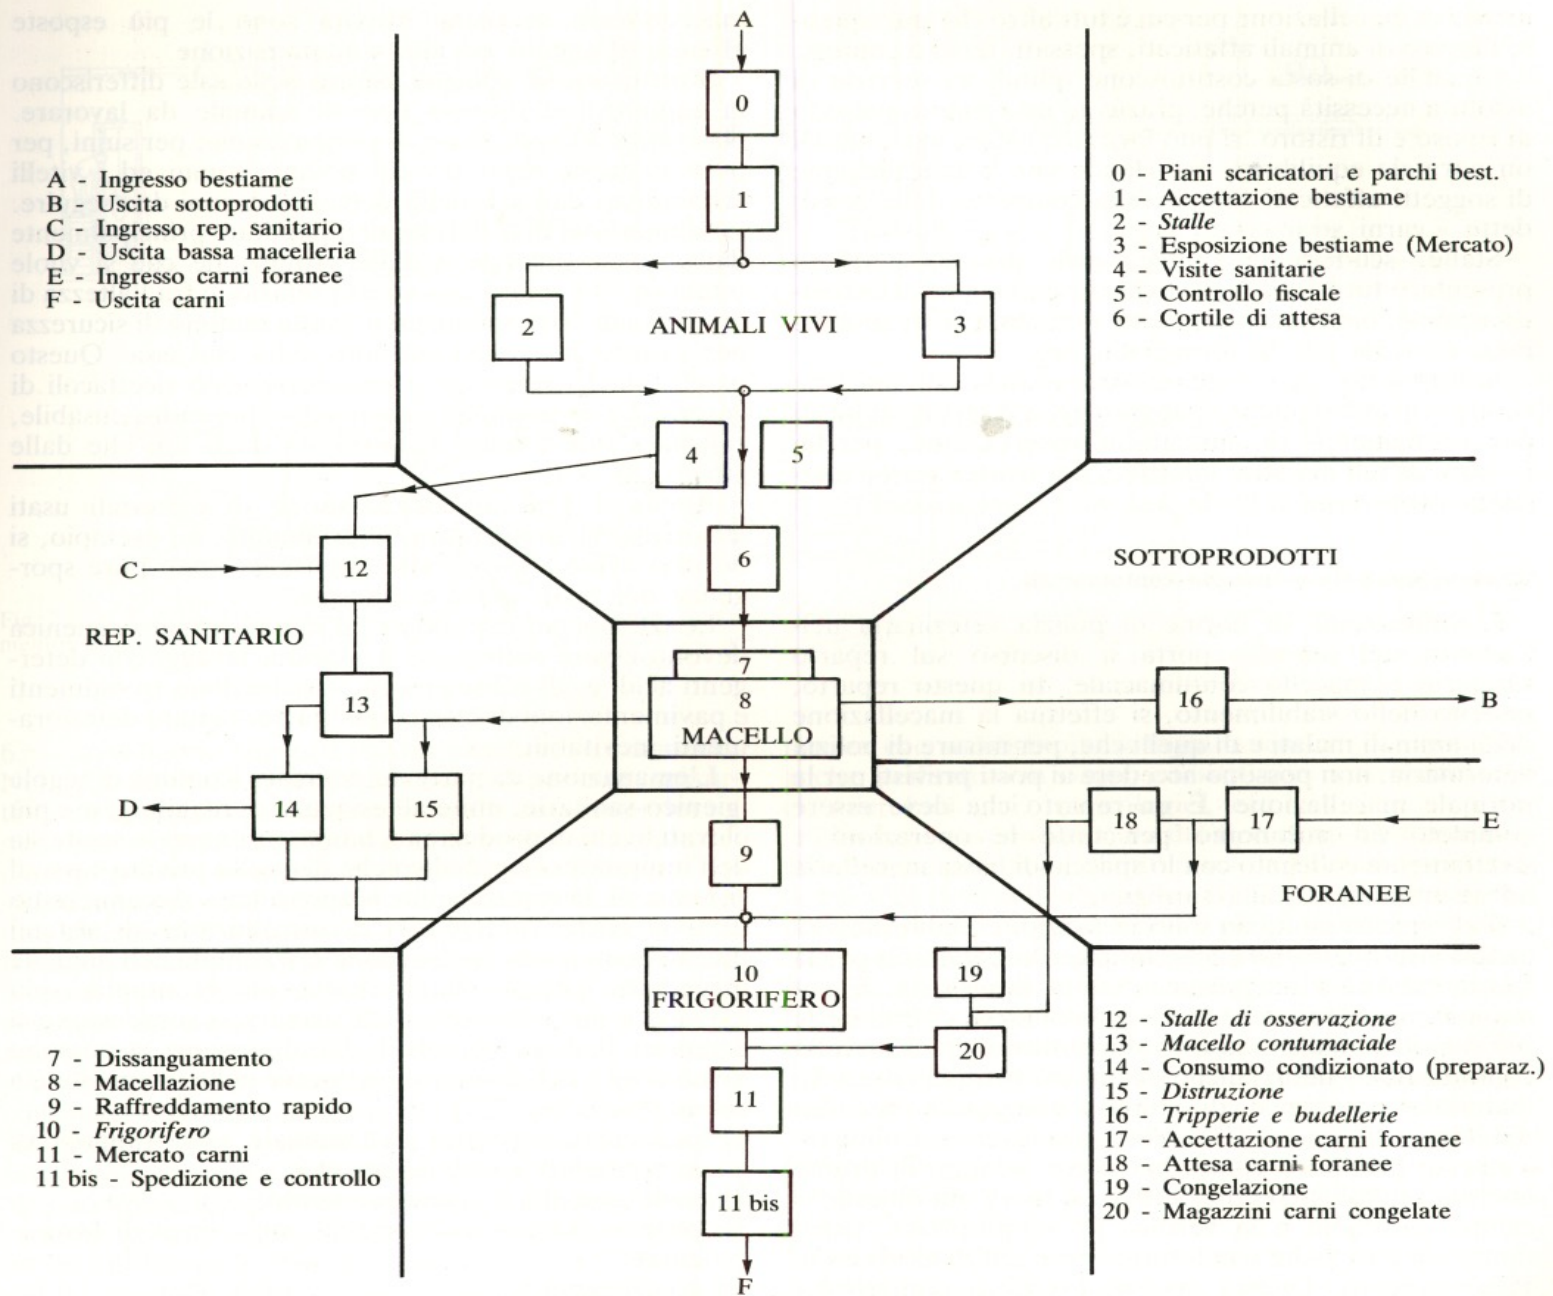 A
0
1
A - Ingresso bestiame
B - Uscita sottoprodotti
C - Ingresso rep. sanitario
D - Uscita bassa macelleria
E - Ingresso carni foranee
F - Uscita carni
0 - Piani scaricatori e parchi best.
1 - Accettazione bestiame
2 - Stalle
3 - Esposizione bestiame (Mercato)
4 - Visite sanitarie
5 - Controllo fiscale
6 - Cortile di attesa
2
ANIMALI VIVI
3
4
5
6
SOTTOPRODOTTI
C
12
REP. SANITARIO
13
7
8
MACELLO
16
B
D
14
15
9
18
17
E
FORANEE
10
FRIGORIFERO
19
20
11
11 bis
F
7 - Dissanguamento
8 - Macellazione
9 - Raffreddamento rapido
10 - Frigorifero
11 - Mercato carni
11 bis - Spedizione e controllo
12 - Stalle di osservazione
13 - Macello contumaciale
14 - Consumo condizionato (preparaz.)
15 - Distruzione
16 - Tripperie e budellerie
17 - Accettazione carni foranee
18 - Attesa carni foranee
19 - Congelazione
20 - Magazzini carni congelate